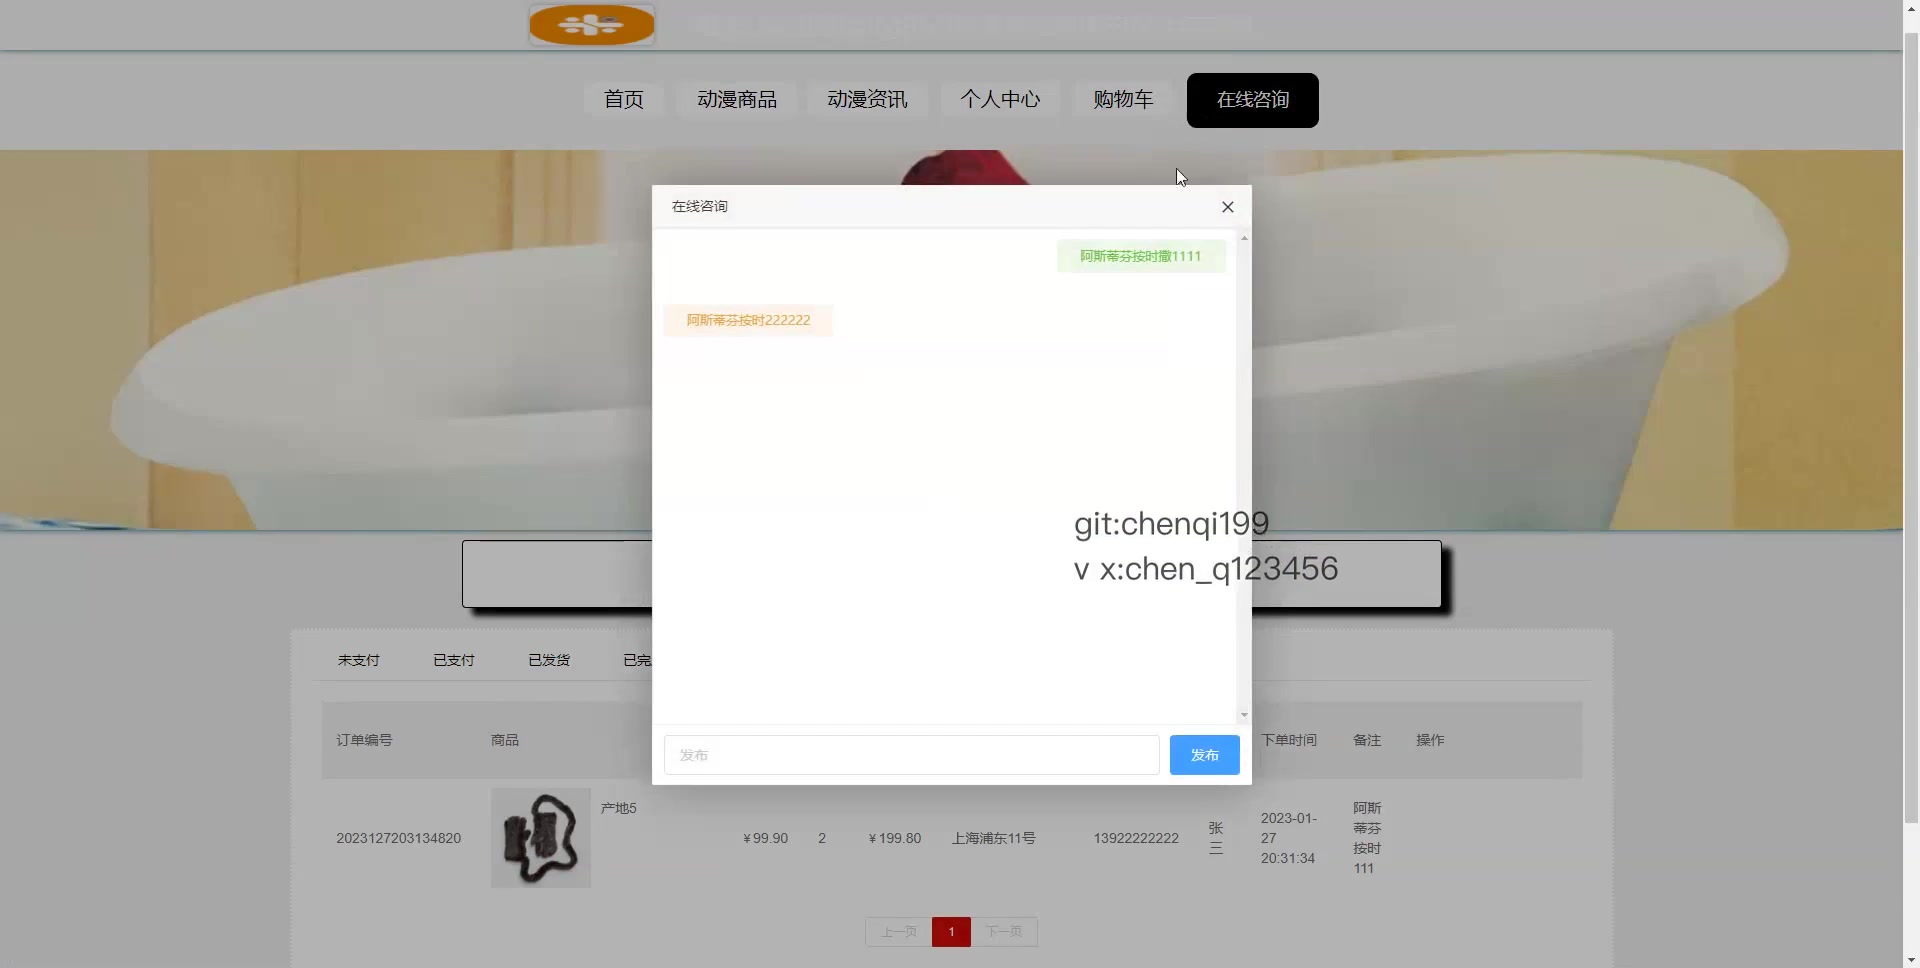 首页 动漫商品 动漫资讯 个人中心 购物车 在线咨询
在线咨询
阿斯蒂芬按时撒1111
阿斯蒂芬按时222222
git:chenqi199
v x:chen_q123456
发布 发布
未支付 已支付 已发货 已完
订单编号 商品 下单时间 备注 操作
2023127203134820 产地5 ￥99.90 2 ￥199.80 上海浦东11号 13922222222
张
三
2023-01-
27
20:31:34
阿斯
蒂芬
按时
111
上一页 1 下一页